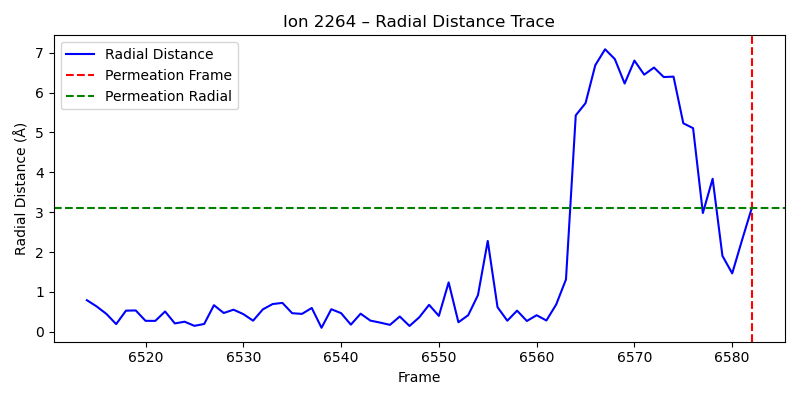 Ion 2264 – Radial Distance Trace
Radial Distance
Permeation Frame
Permeation Radial
Radial Distance (Å)
7
6
5
4
3
2
1
0
6520 6530 6540 6550 6560 6570 6580
Frame